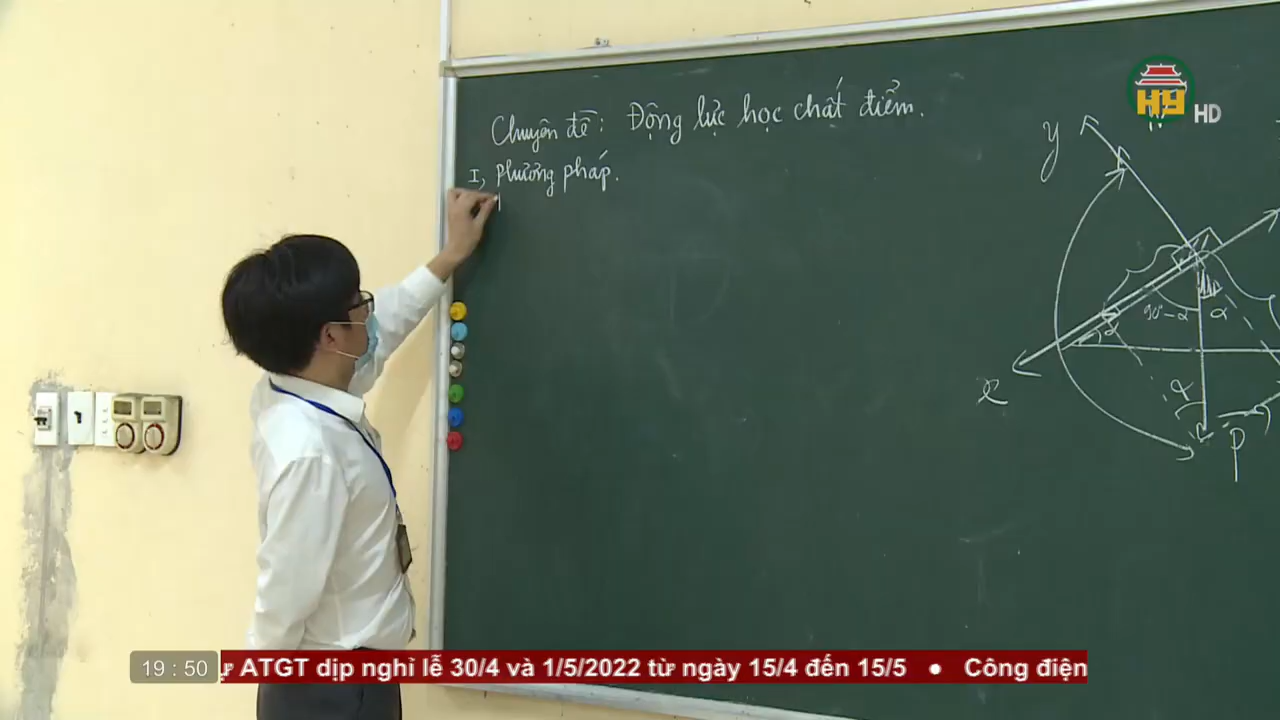 HY HD
Chuyên đề: Động lực học chất điểm.
I, Phương pháp.
y
90°-α
α
α
α
x
P
19:50
ATGT dịp nghỉ lễ 30/4 và 1/5/2022 từ ngày 15/4 đến 15/5 • Công điện